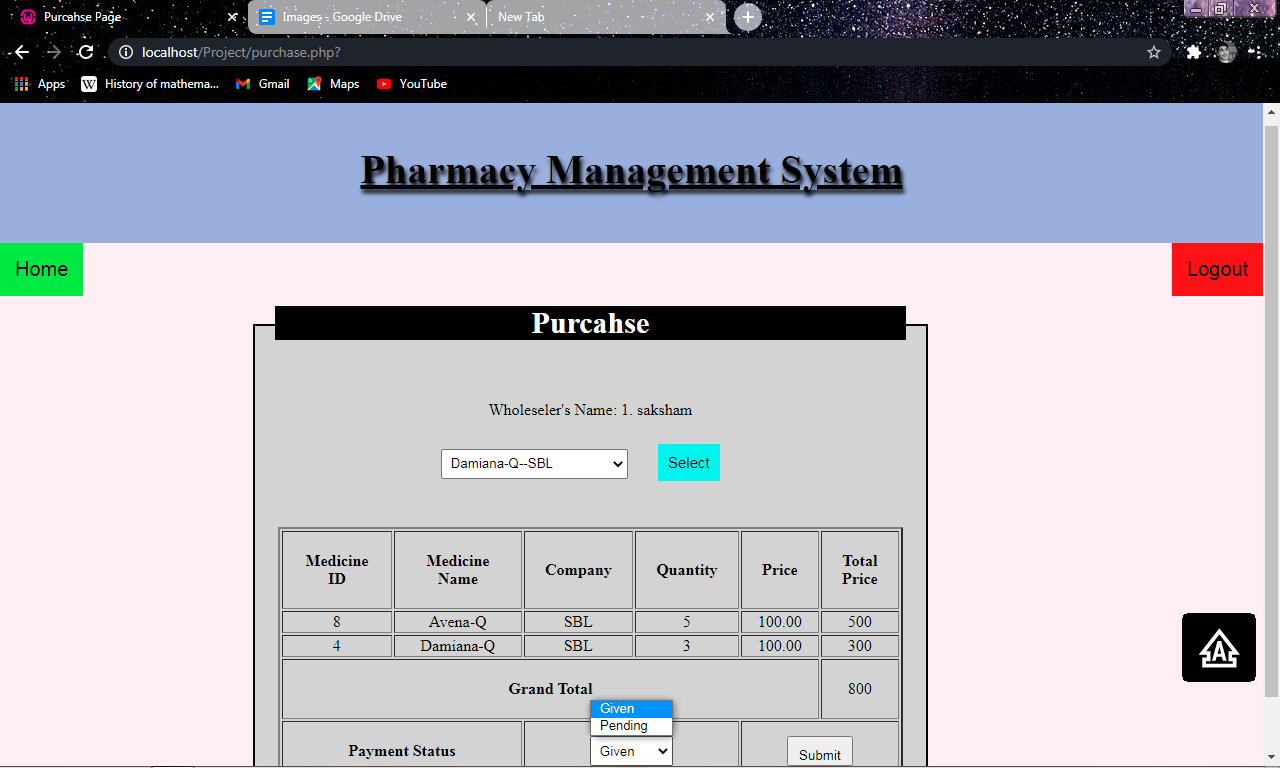 Purcahse Page
Images - Google Drive
New Tab
localhost/Project/purchase.php?
Apps
W
History of mathema...
Gmail
Maps
YouTube
Pharmacy Management System
Home
Logout
Purcahse
Wholeseler's Name: 1. saksham
Damiana-Q--SBL
Select
Medicine ID Medicine Name Company Quantity Price Total Price
8 Avena-Q SBL 5 100.00 500
4 Damiana-Q SBL 3 100.00 300
Grand Total 800
Given
Pending
Payment Status Given Submit
A